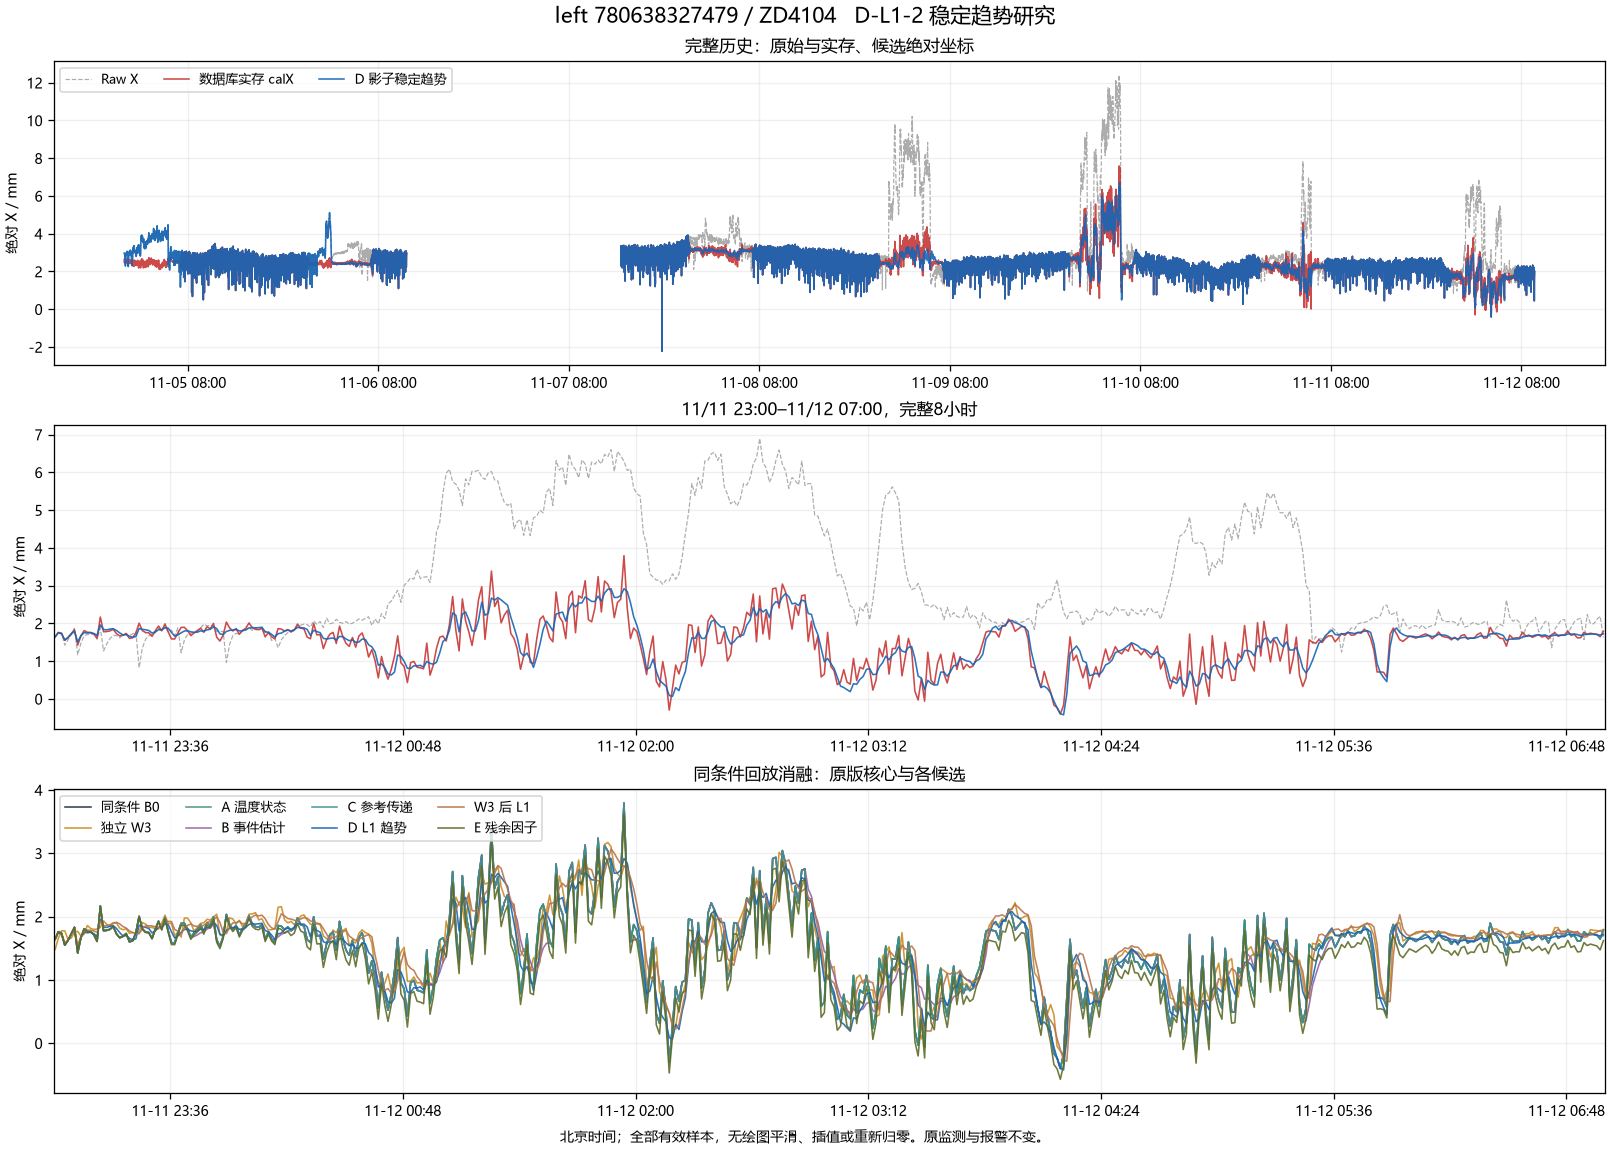 left 780638327479 / ZD4104 D-L1-2 稳定趋势研究
完整历史：原始与实存、候选绝对坐标
Raw X 数据库实存 calX D 影子稳定趋势
绝对 X / mm
12
10
8
6
4
2
0
-2
11-05 08:00 11-06 08:00 11-07 08:00 11-08 08:00 11-09 08:00 11-10 08:00 11-11 08:00 11-12 08:00
11/11 23:00–11/12 07:00，完整8小时
绝对 X / mm
7
6
5
4
3
2
1
0
11-11 23:36 11-12 00:48 11-12 02:00 11-12 03:12 11-12 04:24 11-12 05:36 11-12 06:48
同条件回放消融：原版核心与各候选
同条件 B0 A 温度状态 C 参考传递 W3 后 L1
独立 W3 B 事件估计 D L1 趋势 E 残余因子
绝对 X / mm
4
3
2
1
0
11-11 23:36 11-12 00:48 11-12 02:00 11-12 03:12 11-12 04:24 11-12 05:36 11-12 06:48
北京时间；全部有效样本，无绘图平滑、插值或重新归零。原监测与报警不变。